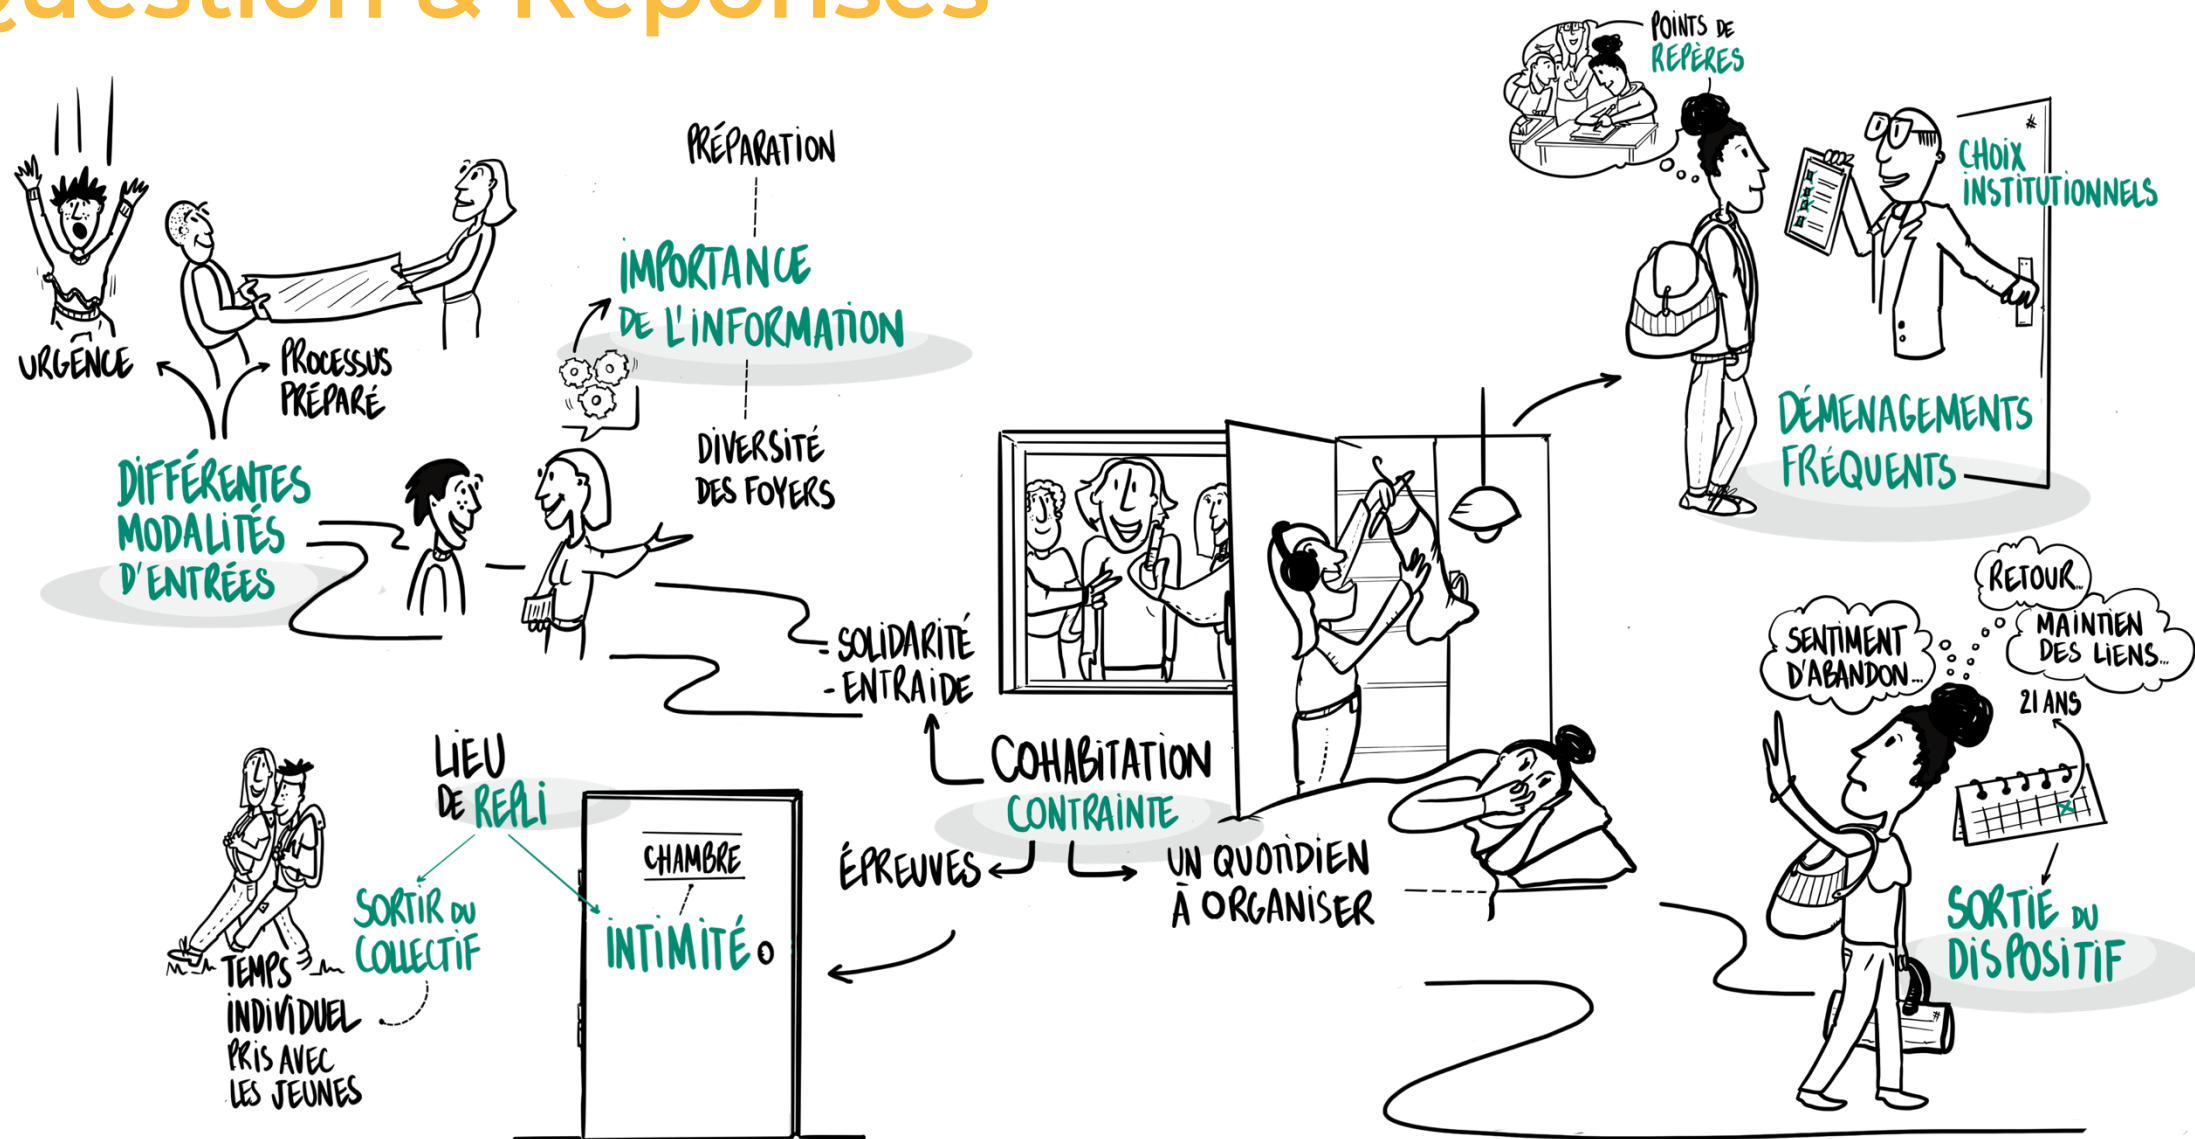 Question & Réponses
URGENCE
PROCESSUS
PRÉPARÉ
DIFFÉRENTES
MODALITÉS
D'ENTRÉES
PRÉPARATION
IMPORTANCE
DE L'INFORMATION
DIVERSITÉ
DES FOYERS
- SOLIDARITÉ
- ENTRAIDE
COHABITATION
CONTRAINTE
ÉPREUVES
UN QUOTIDIEN
À ORGANISER
LIEU
DE REPLI
CHAMBRE
INTIMITÉ
SORTIR DU
COLLECTIF
TEMPS
INDIVIDUEL
PRIS AVEC
LES JEUNES
POINTS DE
REPÈRES
CHOIX
INSTITUTIONNELS
DÉMENAGEMENTS
FRÉQUENTS
RETOUR...
SENTIMENT
D'ABANDON...
MAINTIEN
DES LIENS...
21 ANS
SORTIE DU
DISPOSITIF